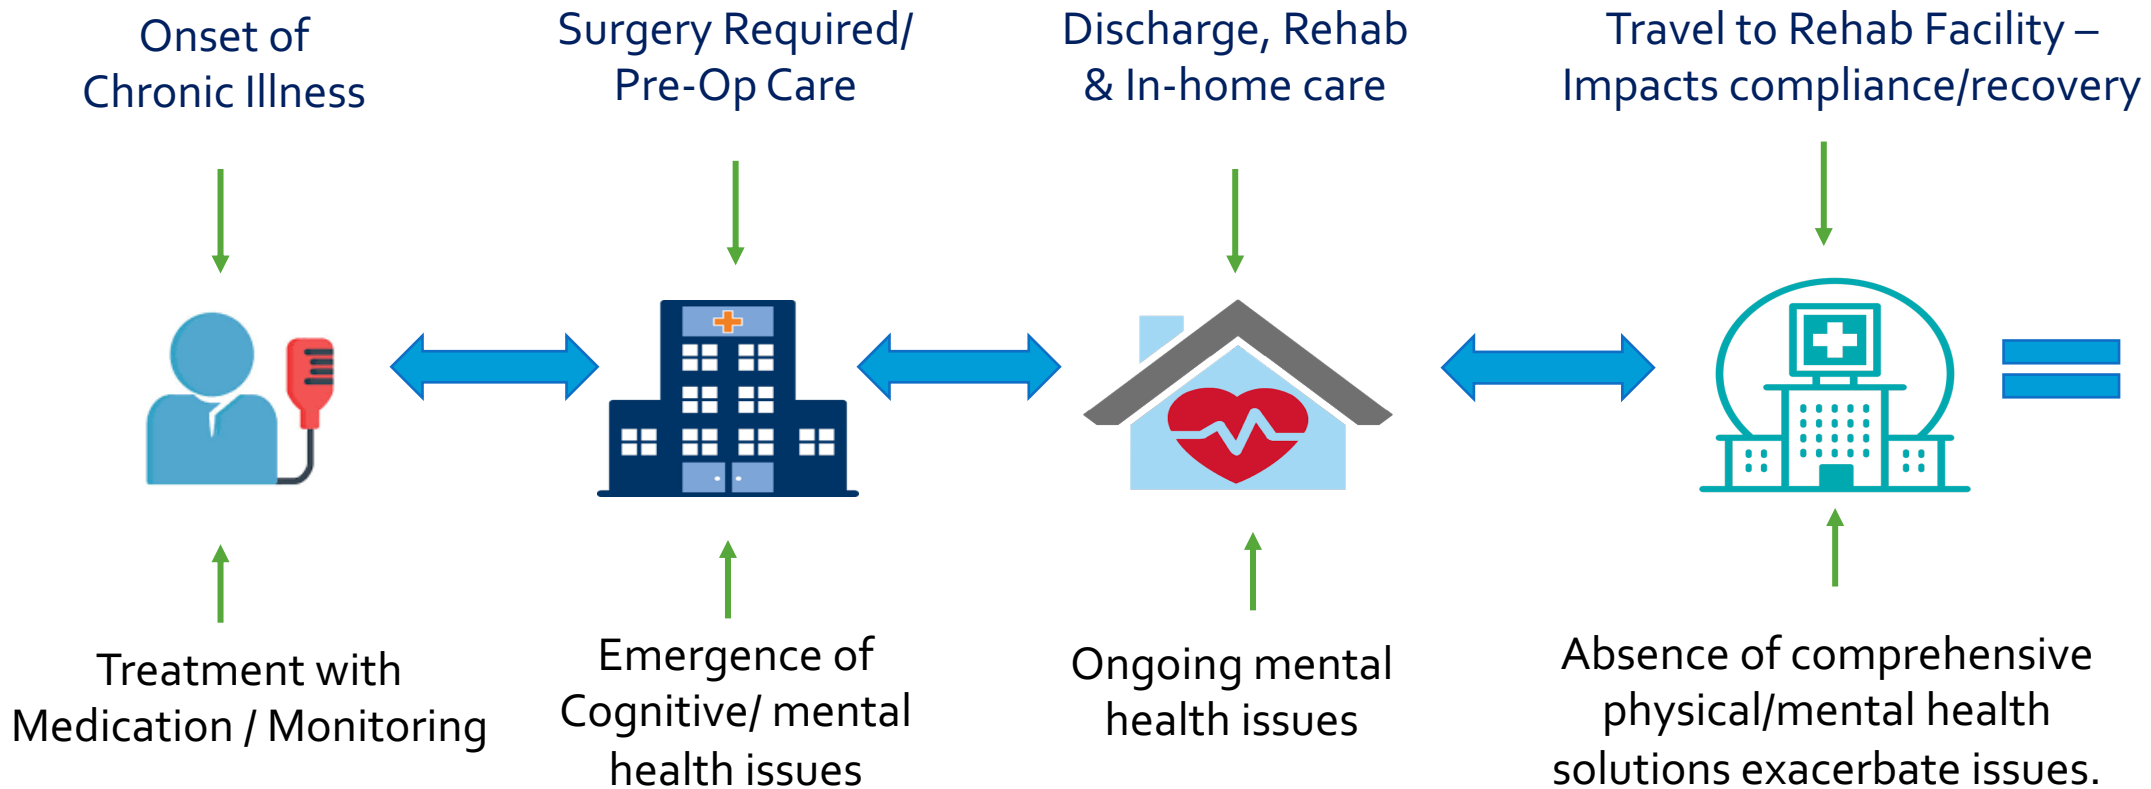 Onset of
Chronic Illness
Surgery Required/
Pre-Op Care
Discharge, Rehab
& In-home care
Travel to Rehab Facility –
Impacts compliance/recovery
Treatment with
Medication / Monitoring
Emergence of
Cognitive/ mental
health issues
Ongoing mental
health issues
Absence of comprehensive
physical/mental health
solutions exacerbate issues.